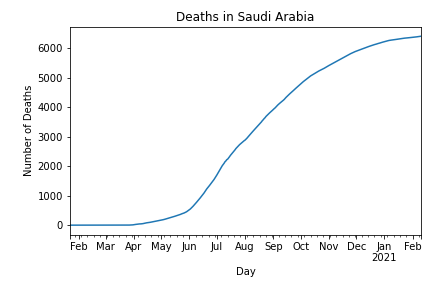 Deaths in Saudi Arabia
Number of Deaths
6000
5000
4000
3000
2000
1000
0
Feb Mar Apr May Jun Jul Aug Sep Oct Nov Dec Jan Feb
2021
Day